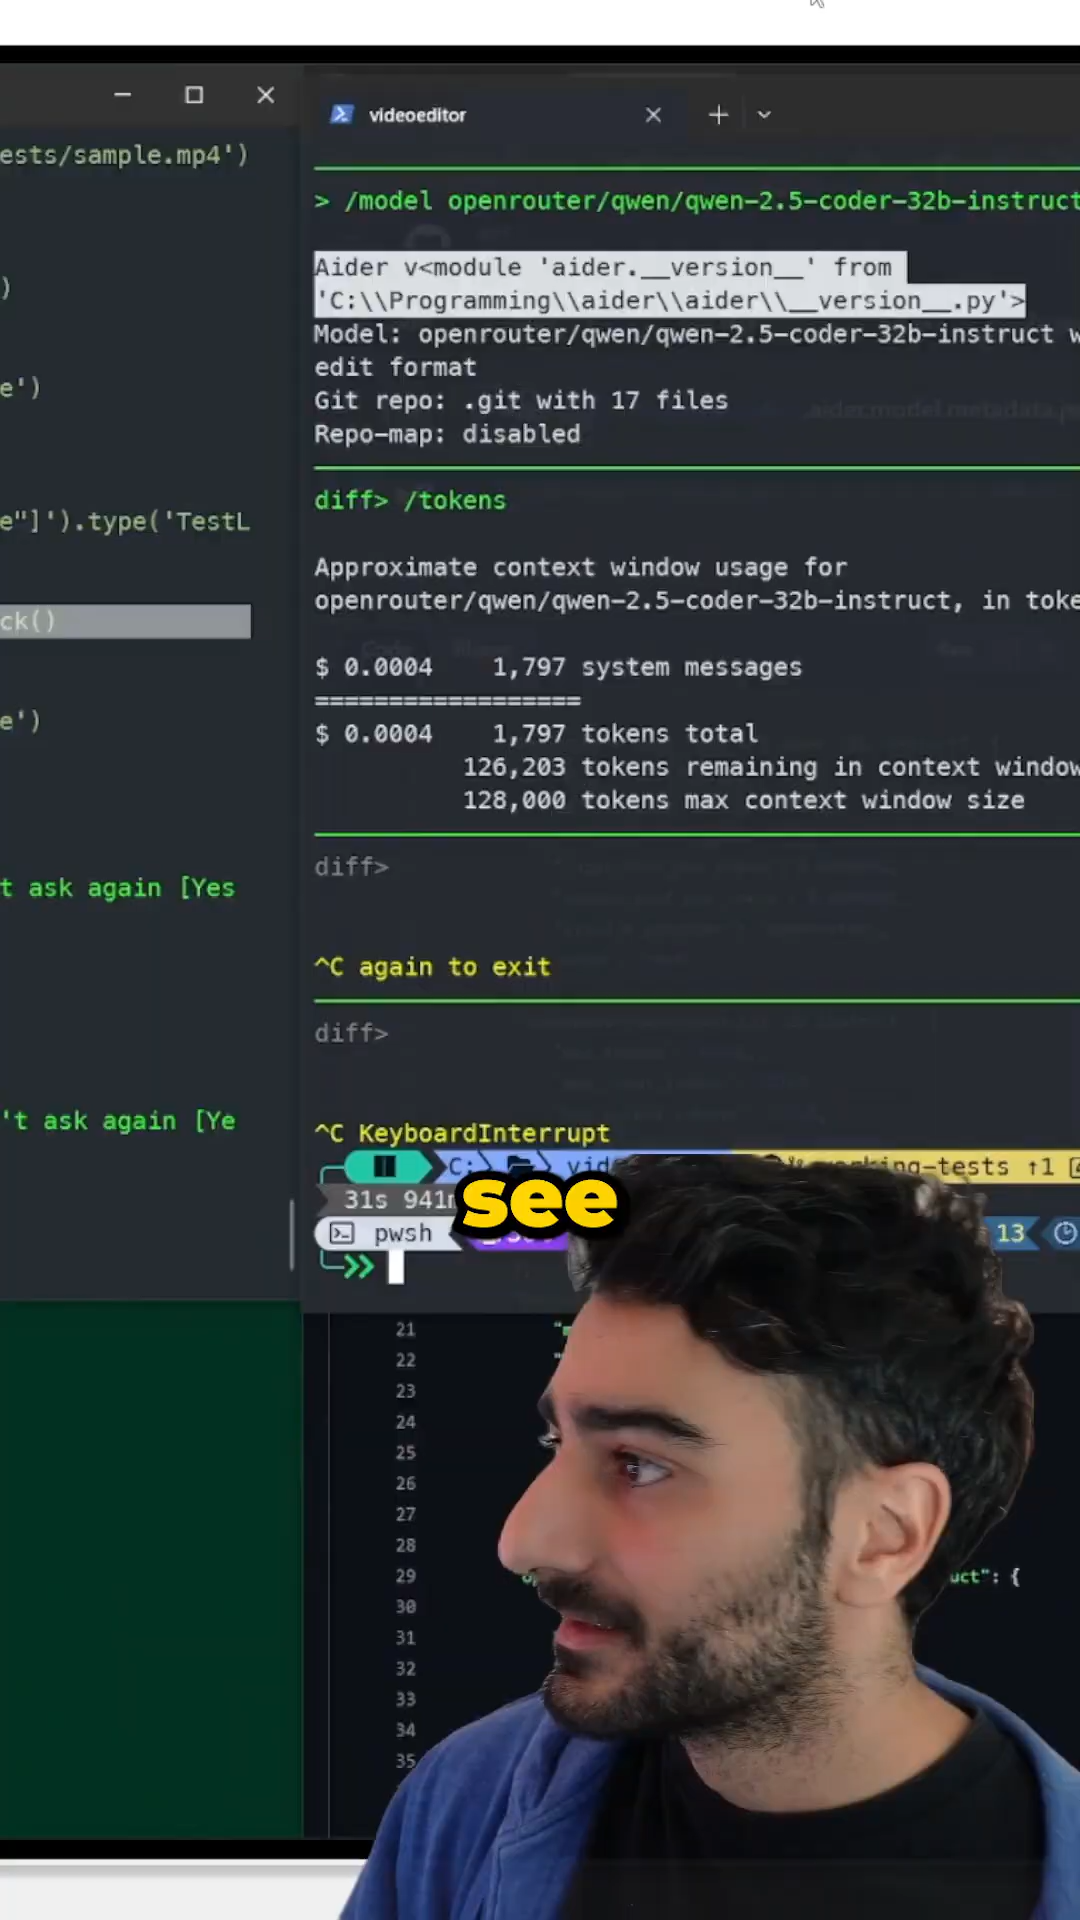 videoeditor
ests/sample.mp4')
> /model openrouter/qwen/qwen-2.5-coder-32b-instruct
Aider v<module 'aider.__version__' from
)
'C:\\Programming\\aider\\aider\\__version__.py'>
Model: openrouter/qwen/qwen-2.5-coder-32b-instruct w
edit format
e')
Git repo: .git with 17 files
Repo-map: disabled
diff> /tokens
e"]').type('TestL
Approximate context window usage for
openrouter/qwen/qwen-2.5-coder-32b-instruct, in toke
ck()
$ 0.0004 1,797 system messages
==================
e')
$ 0.0004 1,797 tokens total
126,203 tokens remaining in context window
128,000 tokens max context window size
diff>
t ask again [Yes
^C again to exit
diff>
't ask again [Ye
^C KeyboardInterrupt
C: vid rking-tests ↑1
31s 941m
see
pwsh 13
21
22
23
24
25
26
27
28
29 uct": {
30
31
32
33
34
35